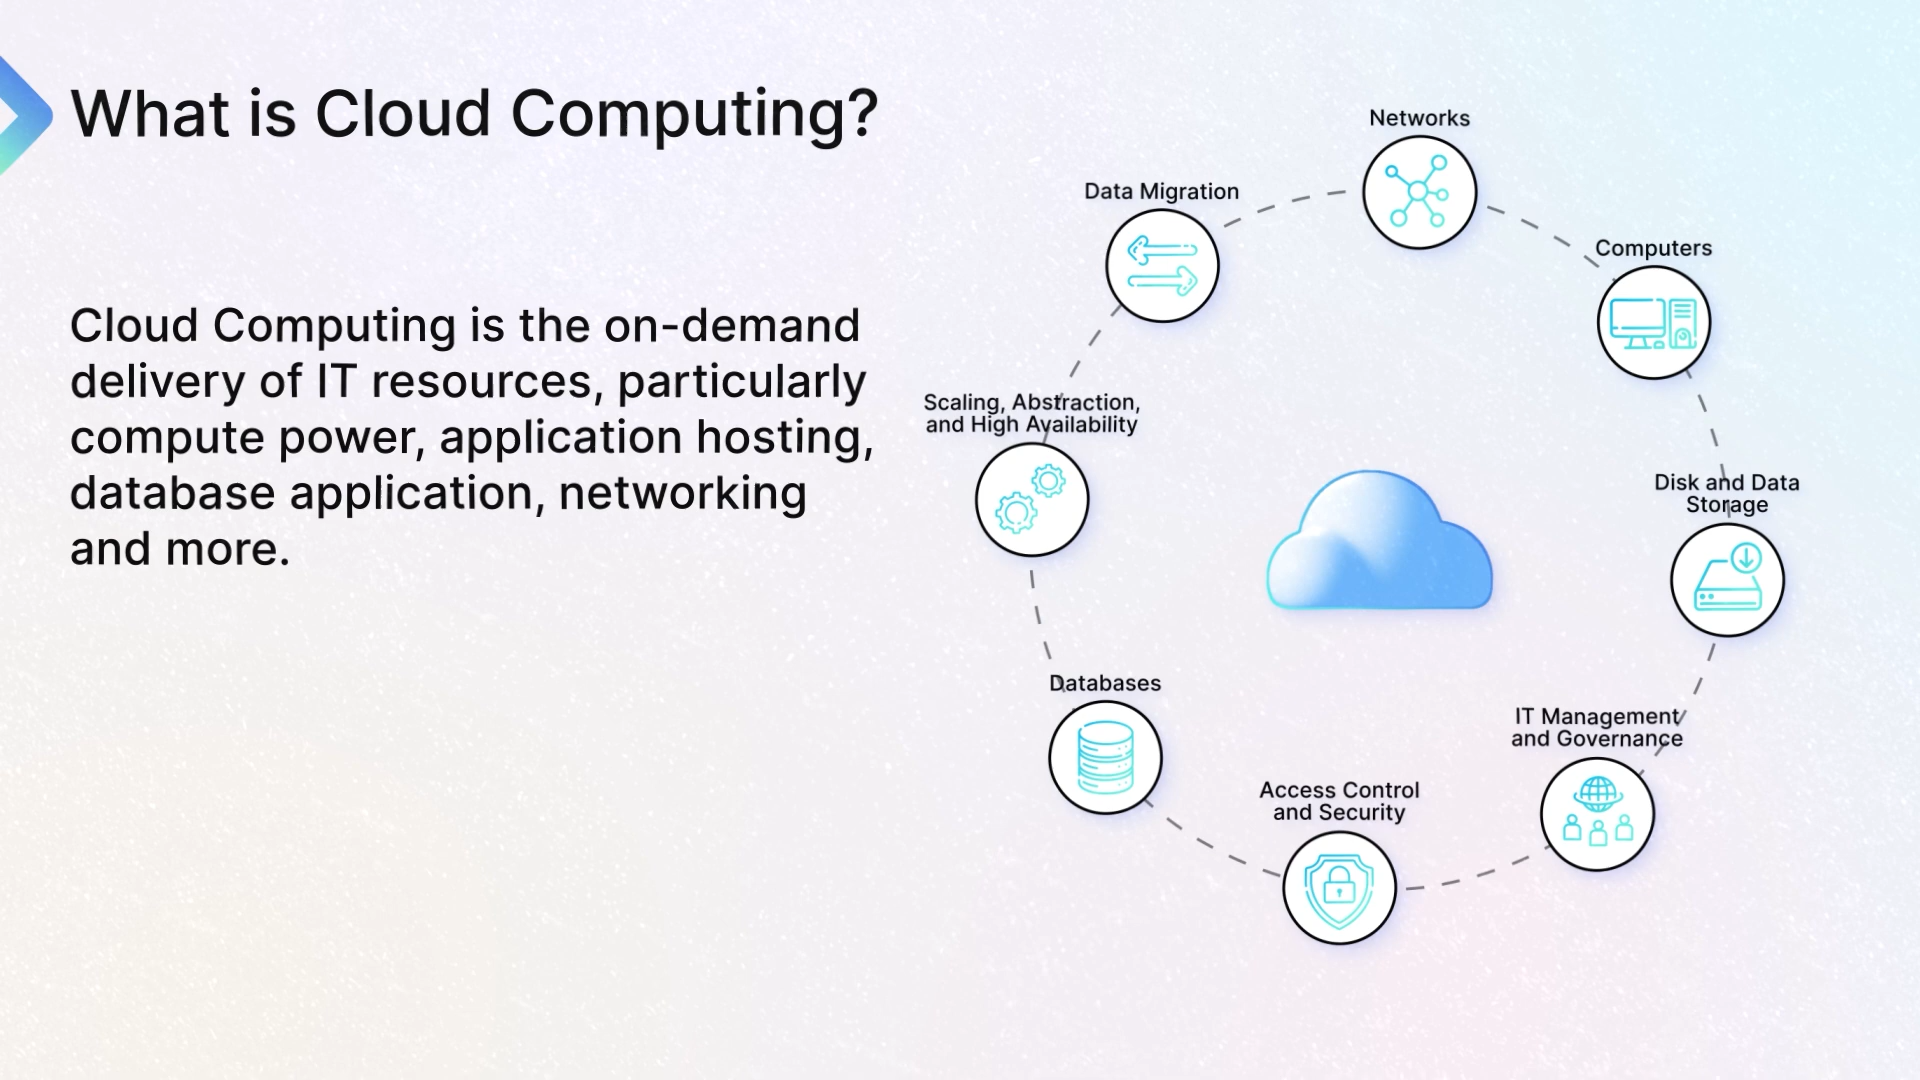 What is Cloud Computing?
Cloud Computing is the on-demand
delivery of IT resources, particularly
compute power, application hosting,
database application, networking
and more.
Networks
Data Migration
Computers
Scaling, Abstraction,
and High Availability
Disk and Data
Storage
Databases
IT Management
and Governance
Access Control
and Security